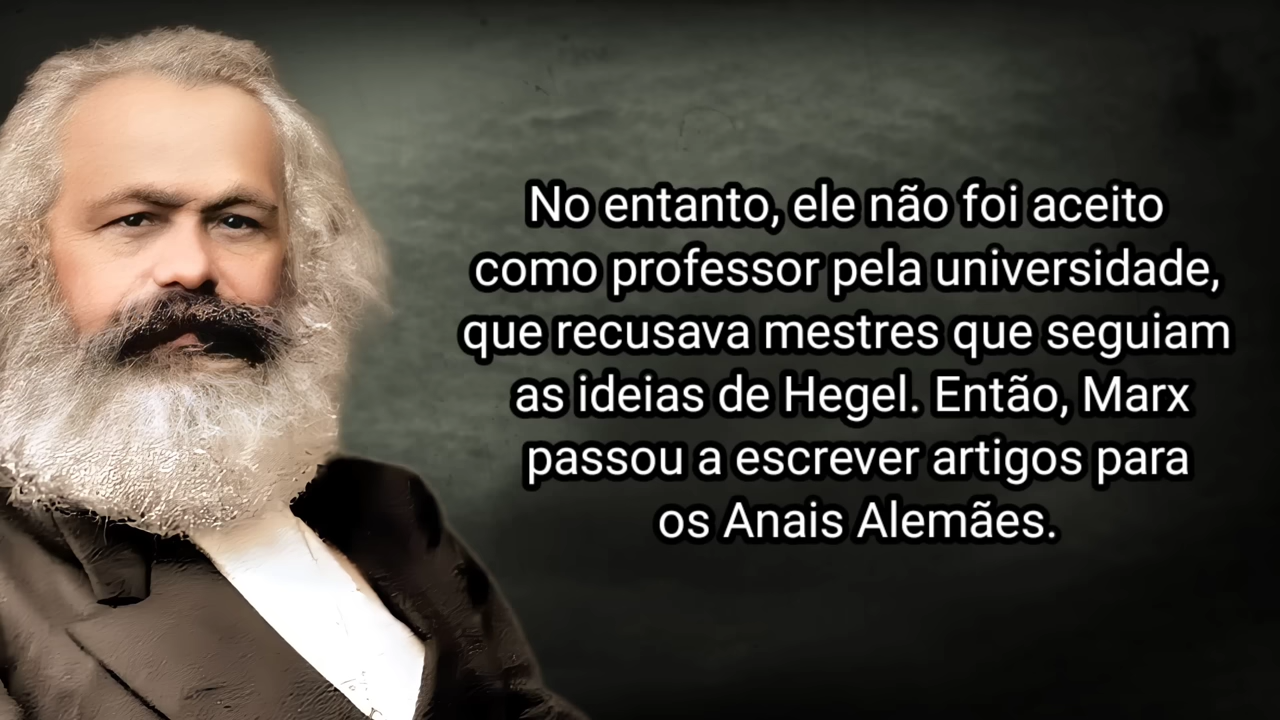 No entanto, ele não foi aceito
como professor pela universidade,
que recusava mestres que seguiam
as ideias de Hegel. Então, Marx
passou a escrever artigos para
os Anais Alemães.